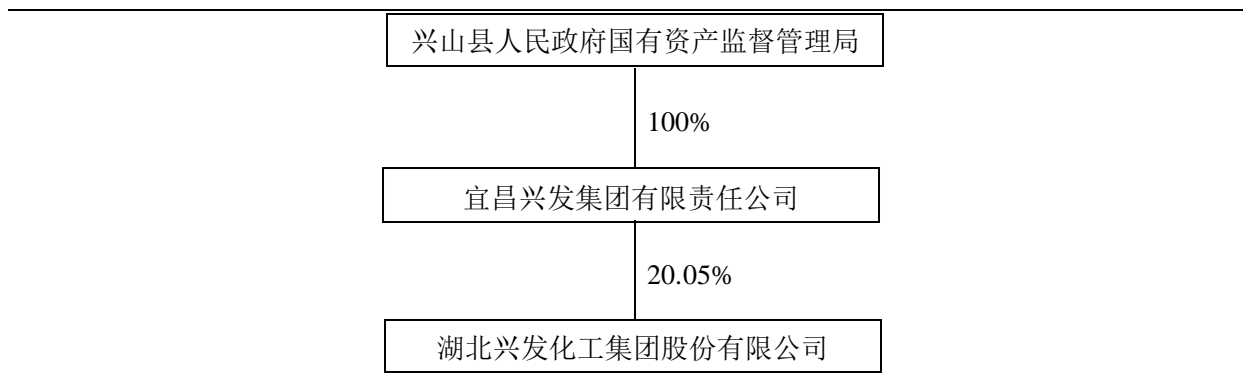 兴山县人民政府国有资产监督管理局
100%
宜昌兴发集团有限责任公司
20.05%
湖北兴发化工集团股份有限公司